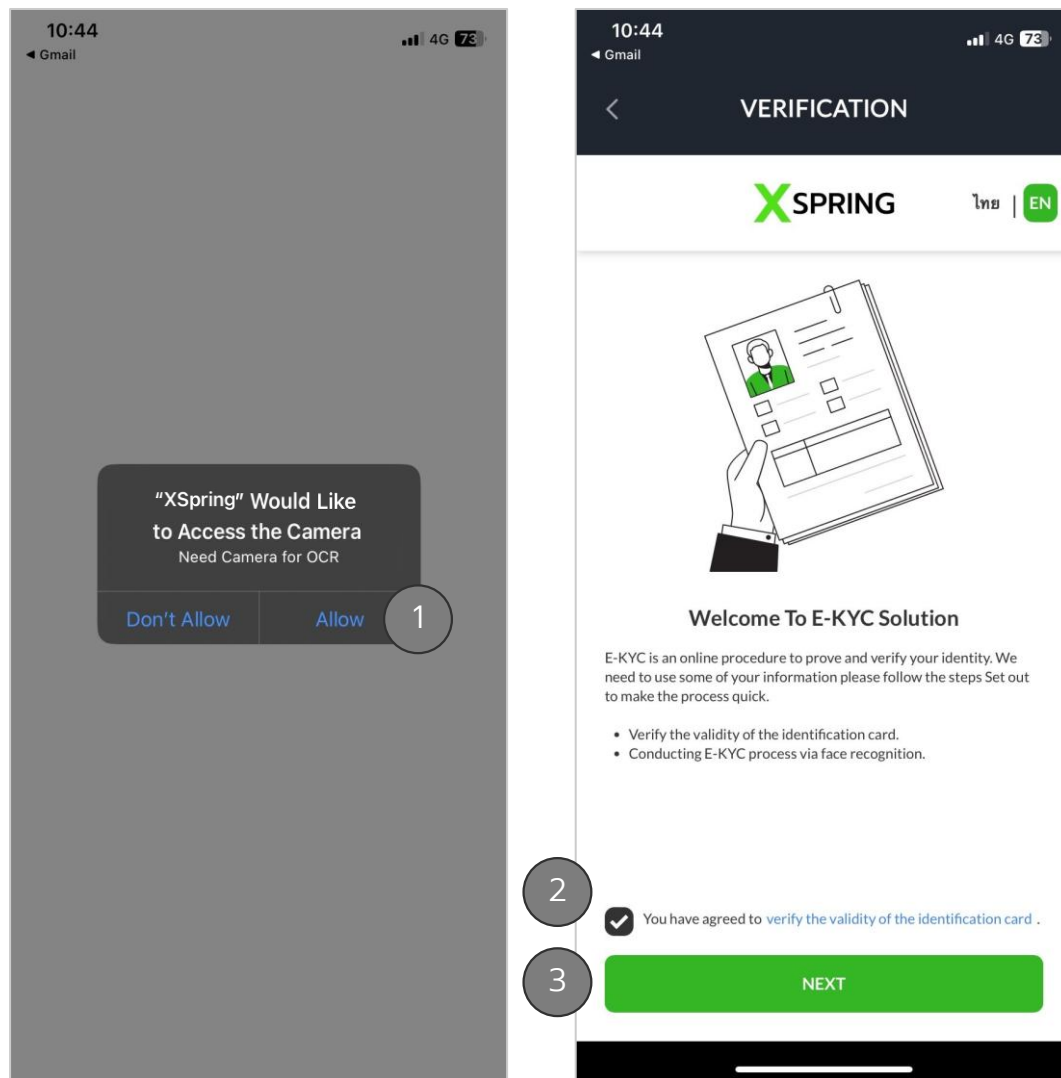 10:44
4G 73
◄ Gmail
"XSpring" Would Like
to Access the Camera
Need Camera for OCR
Don't Allow
Allow
1
10:44
4G 73
◄ Gmail
VERIFICATION
XSPRING
ไทย | EN
Welcome To E-KYC Solution
E-KYC is an online procedure to prove and verify your identity. We
need to use some of your information please follow the steps Set out
to make the process quick.
• Verify the validity of the identification card.
• Conducting E-KYC process via face recognition.
2
You have agreed to verify the validity of the identification card .
3
NEXT